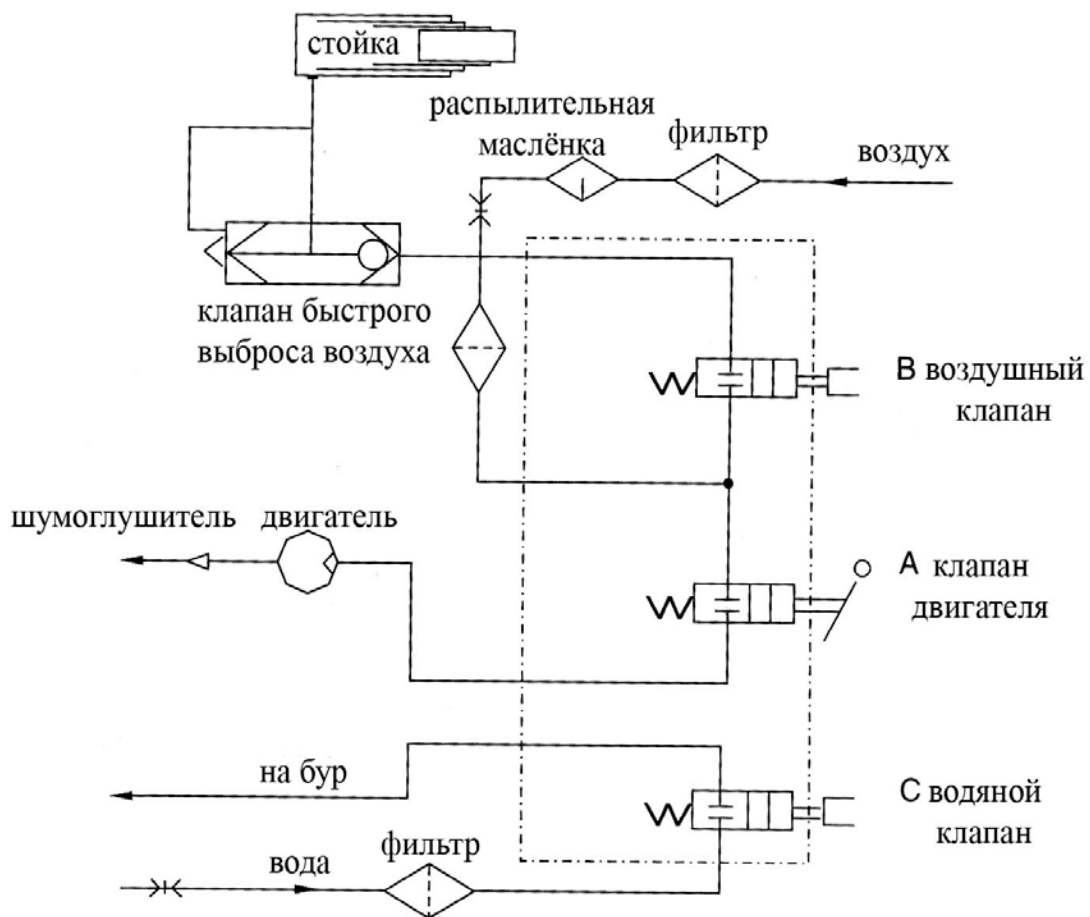 стойка
распылительная
маслёнка
фильтр
воздух
клапан быстрого
выброса воздуха
B воздушный
клапан
шумоглушитель
двигатель
A клапан
двигателя
на бур
C водяной
клапан
вода
фильтр